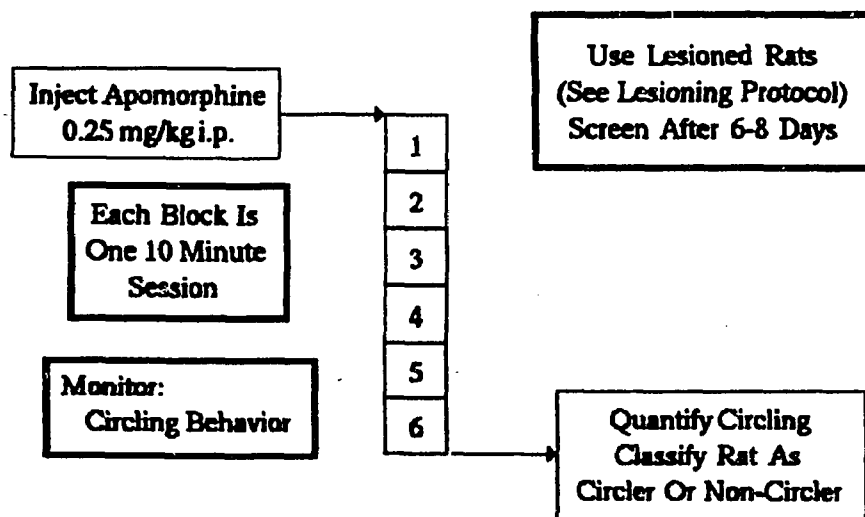 Inject Apomorphine
0.25 mg/kg i.p.
Use Lesioned Rats
(See Lesioning Protocol)
Screen After 6-8 Days
Each Block Is
One 10 Minute
Session
1
2
3
4
5
6
Monitor:
Circling Behavior
Quantify Circling
Classify Rat As
Circler Or Non-Circler